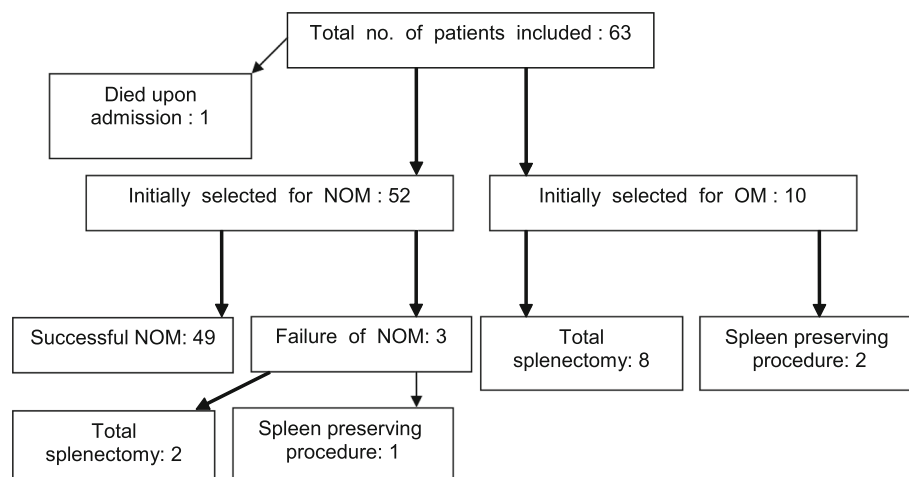 Total no. of patients included : 63
Died upon
admission : 1
Initially selected for NOM : 52
Initially selected for OM : 10
Successful NOM: 49
Failure of NOM: 3
Total
splenectomy: 8
Spleen preserving
procedure: 2
Total
splenectomy: 2
Spleen preserving
procedure: 1